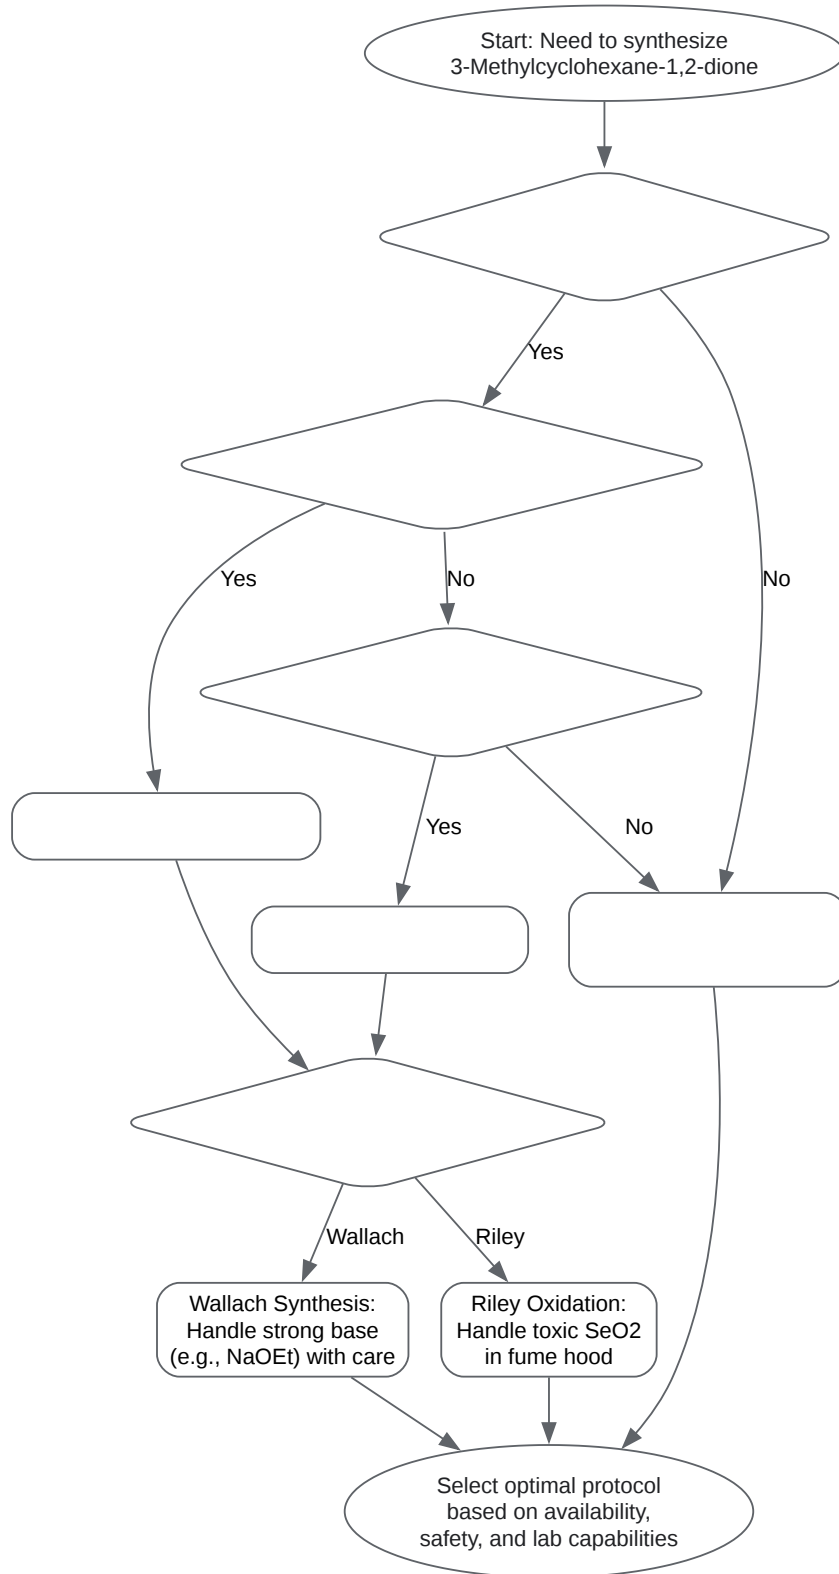 Start: Need to synthesize
3-Methylcyclohexane-1,2-dione
Yes
Yes
No
No
Yes
No
Wallach
Riley
Wallach Synthesis:
Handle strong base
(e.g., NaOEt) with care
Riley Oxidation:
Handle toxic SeO2
in fume hood
Select optimal protocol
based on availability,
safety, and lab capabilities